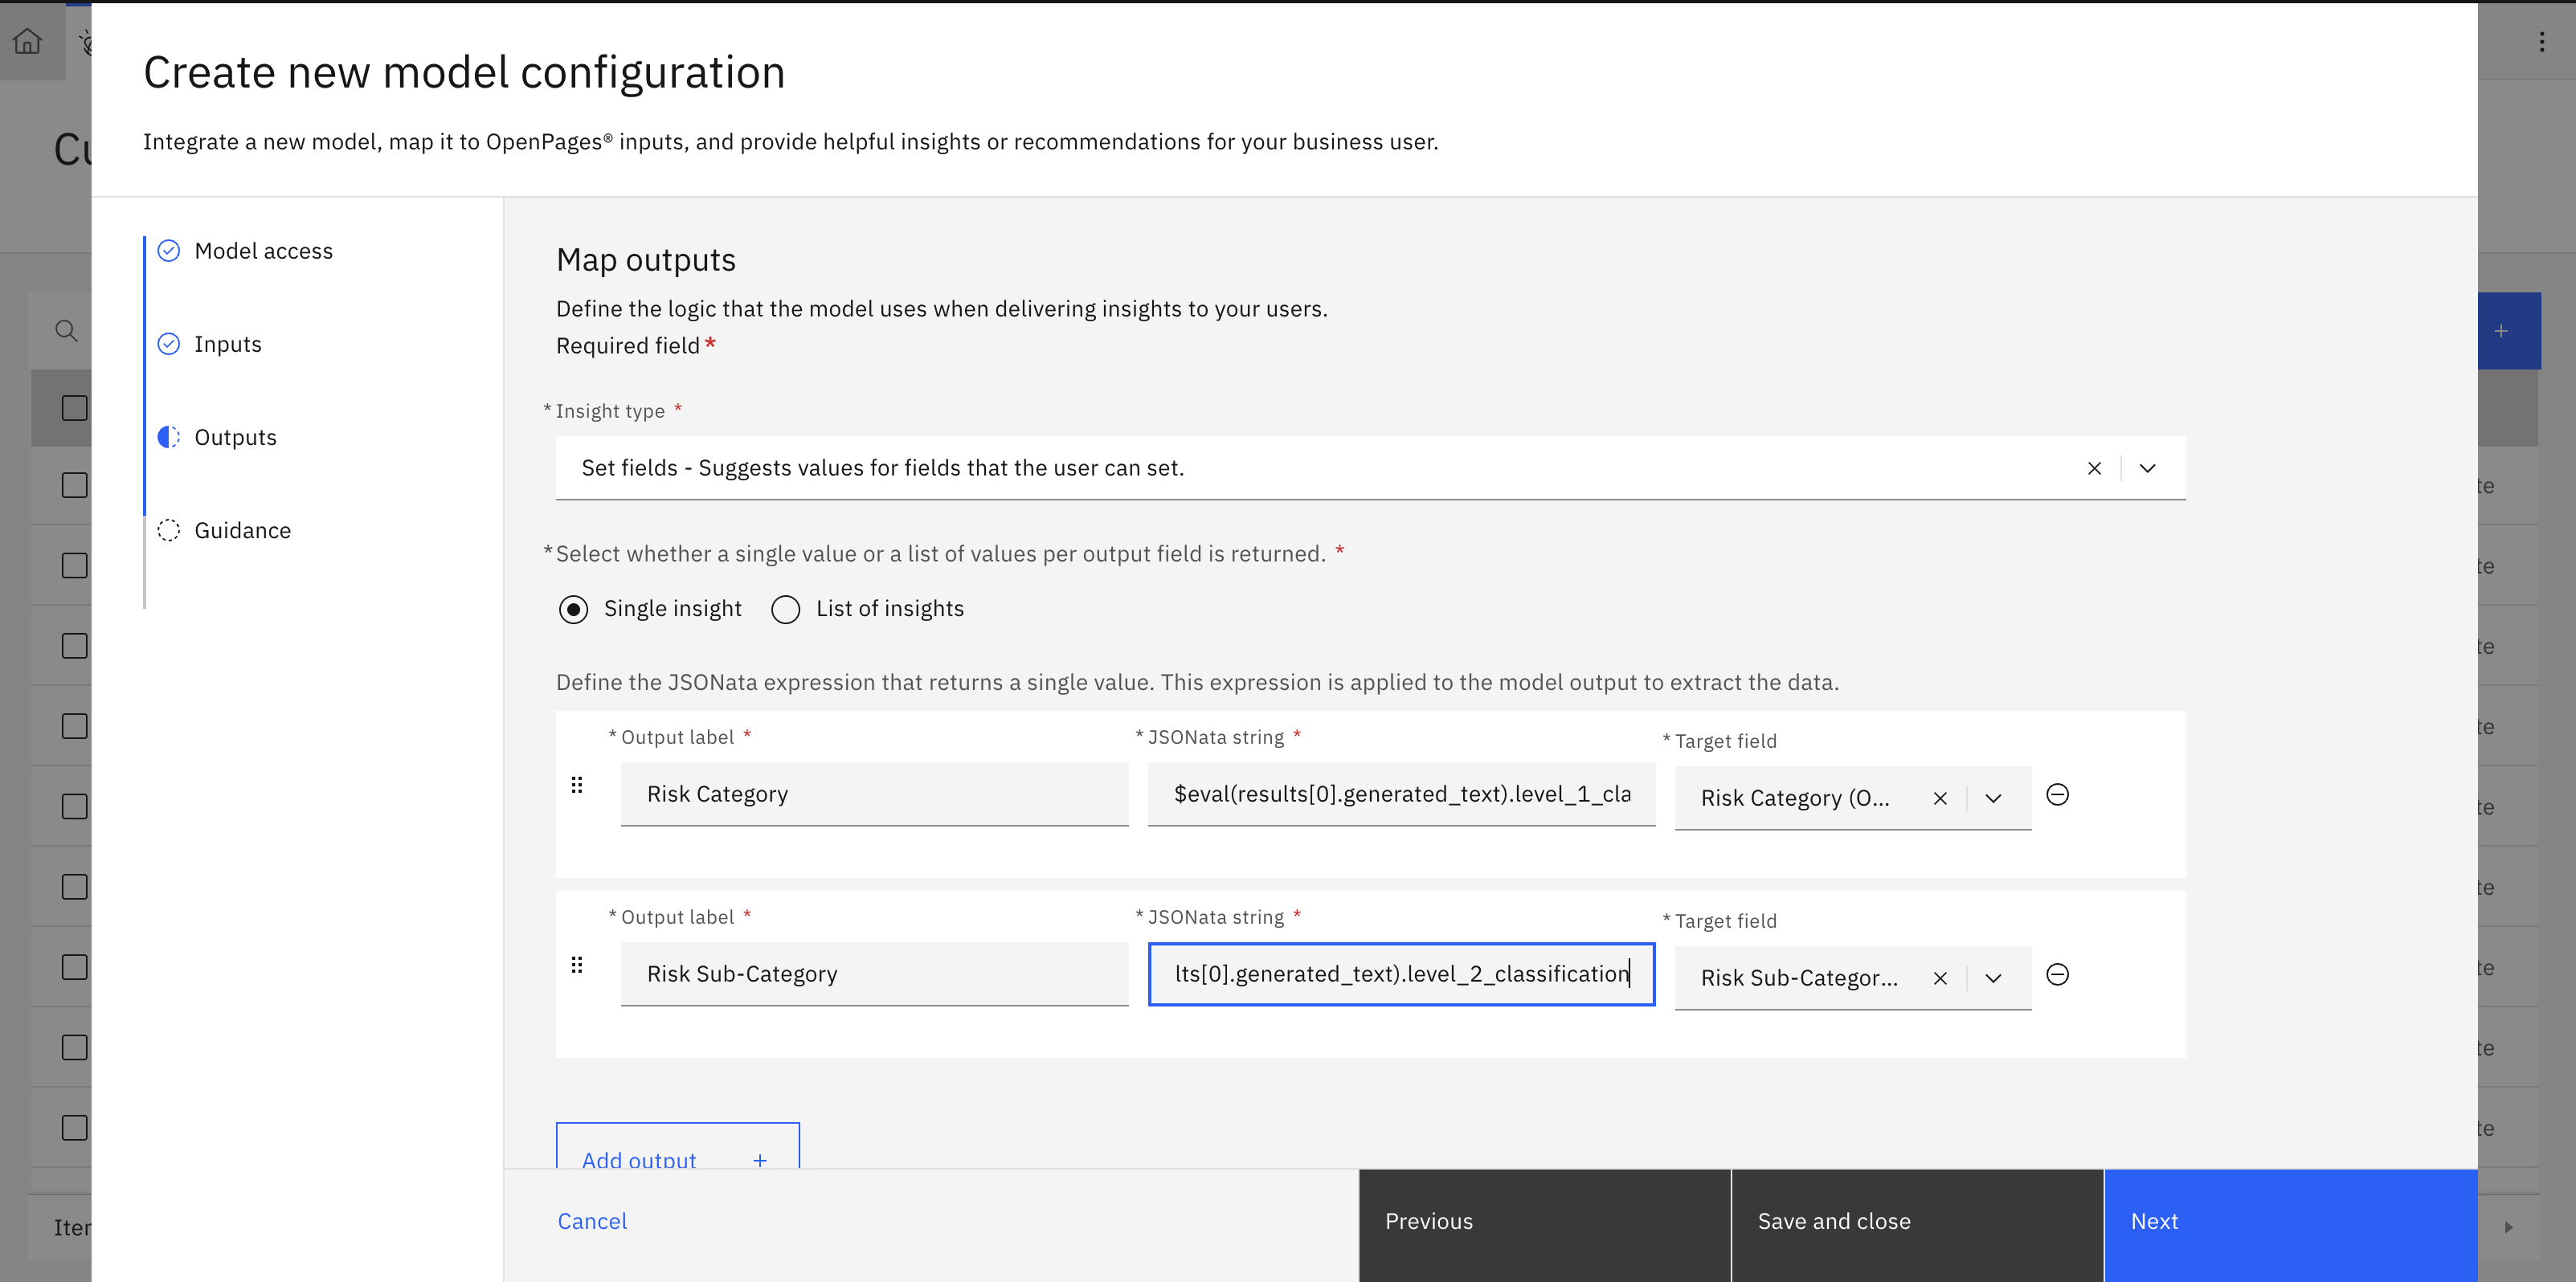 Create new model configuration
Integrate a new model, map it to OpenPages® inputs, and provide helpful insights or recommendations for your business user.
Cu
Model access
Inputs
Outputs
Guidance
Map outputs
Define the logic that the model uses when delivering insights to your users.
Required field *
* Insight type *
Set fields - Suggests values for fields that the user can set.
* Select whether a single value or a list of values per output field is returned. *
Single insight List of insights
Define the JSONata expression that returns a single value. This expression is applied to the model output to extract the data.
* Output label * * JSONata string * * Target field
Risk Category $eval(results[0].generated_text).level_1_cla Risk Category (O...
* Output label * * JSONata string * * Target field
Risk Sub-Category lts[0].generated_text).level_2_classification Risk Sub-Categor...
Add output +
Cancel Previous Save and close Next
te
te
te
te
te
te
te
te
te
Iter